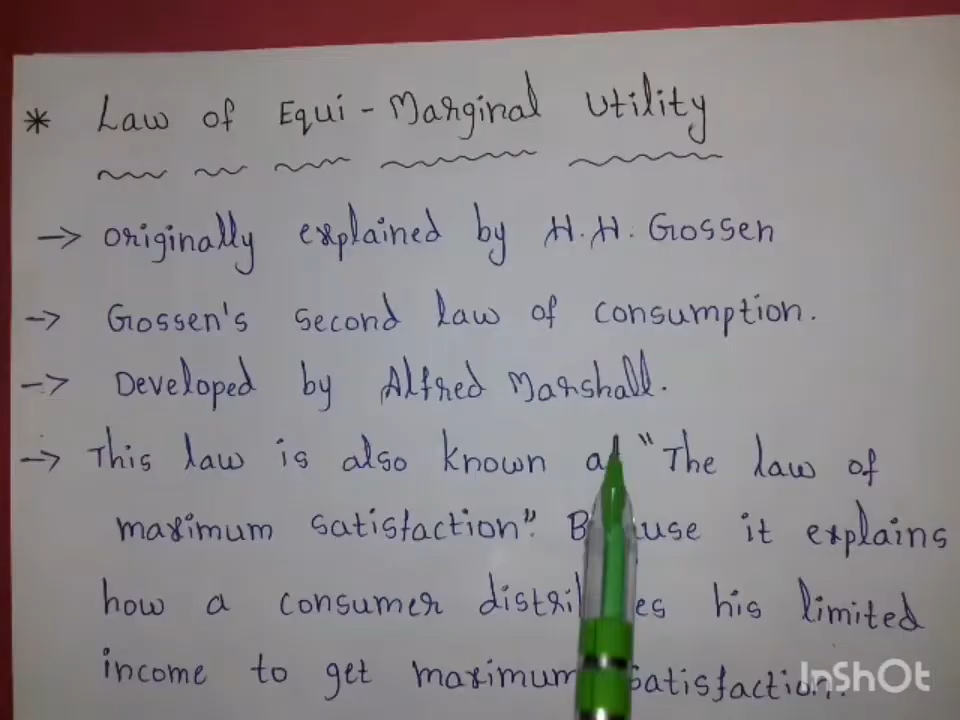 * Law of Equi - Marginal Utility
→ originally explained by H.H. Gossen
→ Gossen's second law of consumption.
→ Developed by Alfred Marshall.
→ This law is also known "The law of
maximum satisfaction". it explains
how a consumer his limited
income to get maximum satisfaction.
InShOt